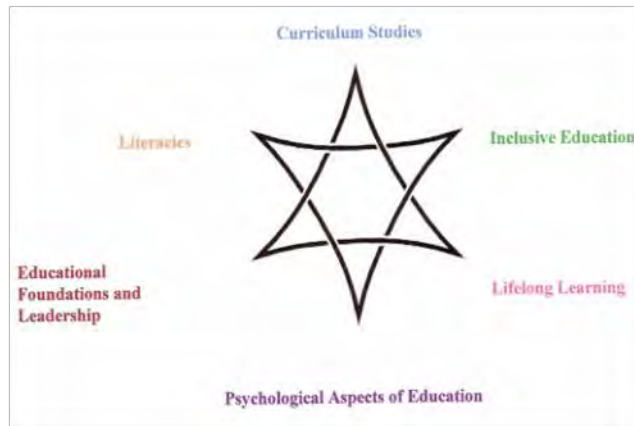 Curriculum Studies
Literacies
Inclusive Education
Educational
Foundations and
Leadership
Lifelong Learning
Psychological Aspects of Education